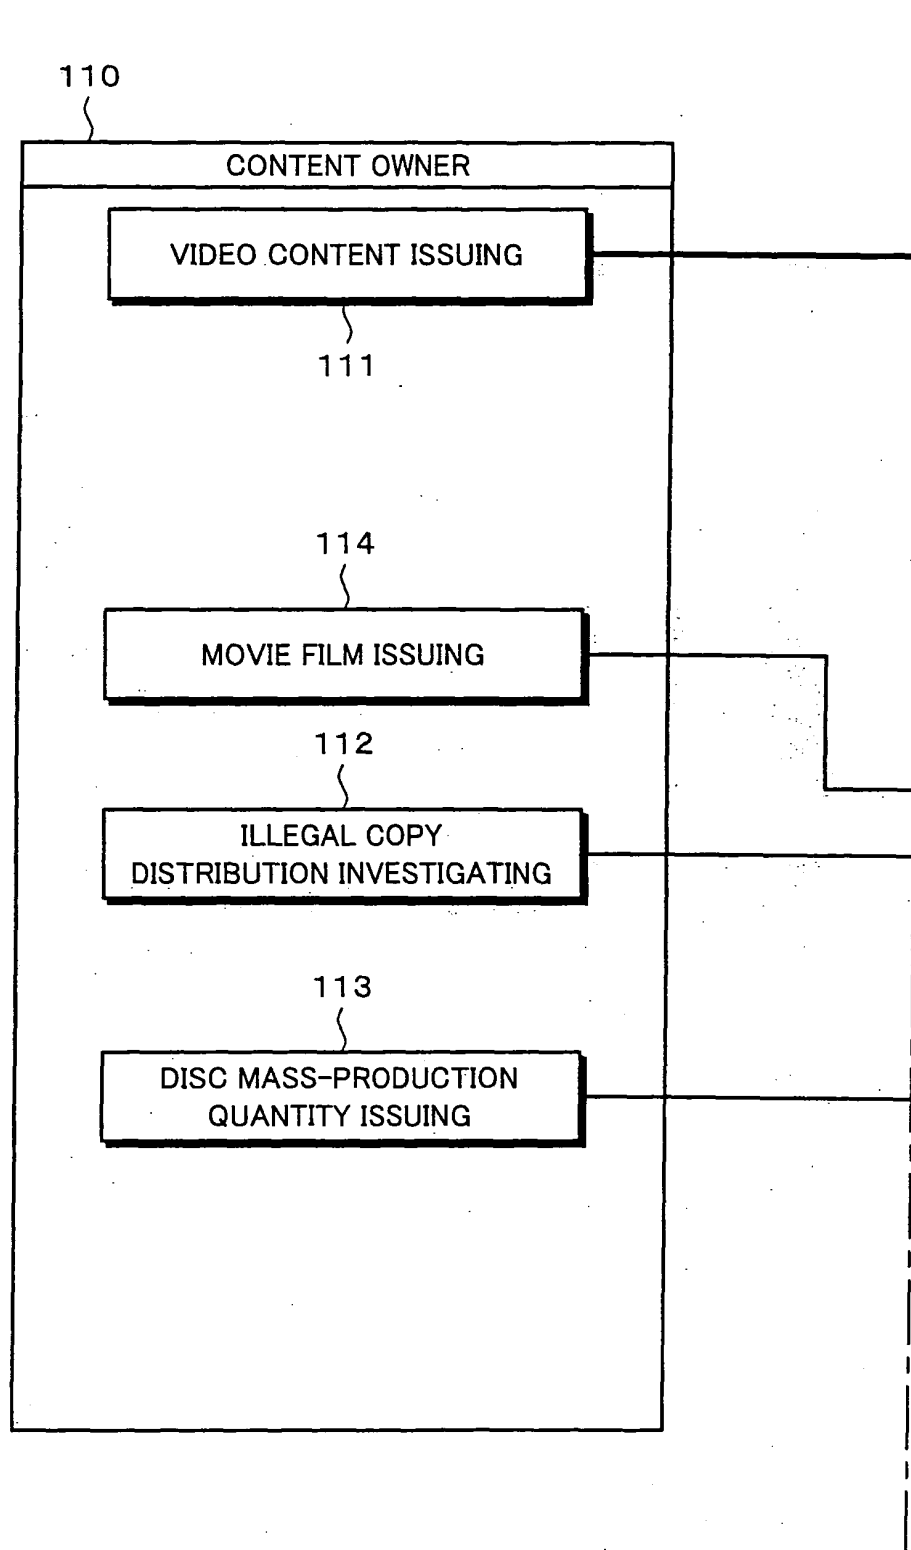 110
CONTENT OWNER
VIDEO CONTENT ISSUING
111
114
MOVIE FILM ISSUING
112
ILLEGAL COPY
DISTRIBUTION INVESTIGATING
113
DISC MASS-PRODUCTION
QUANTITY ISSUING